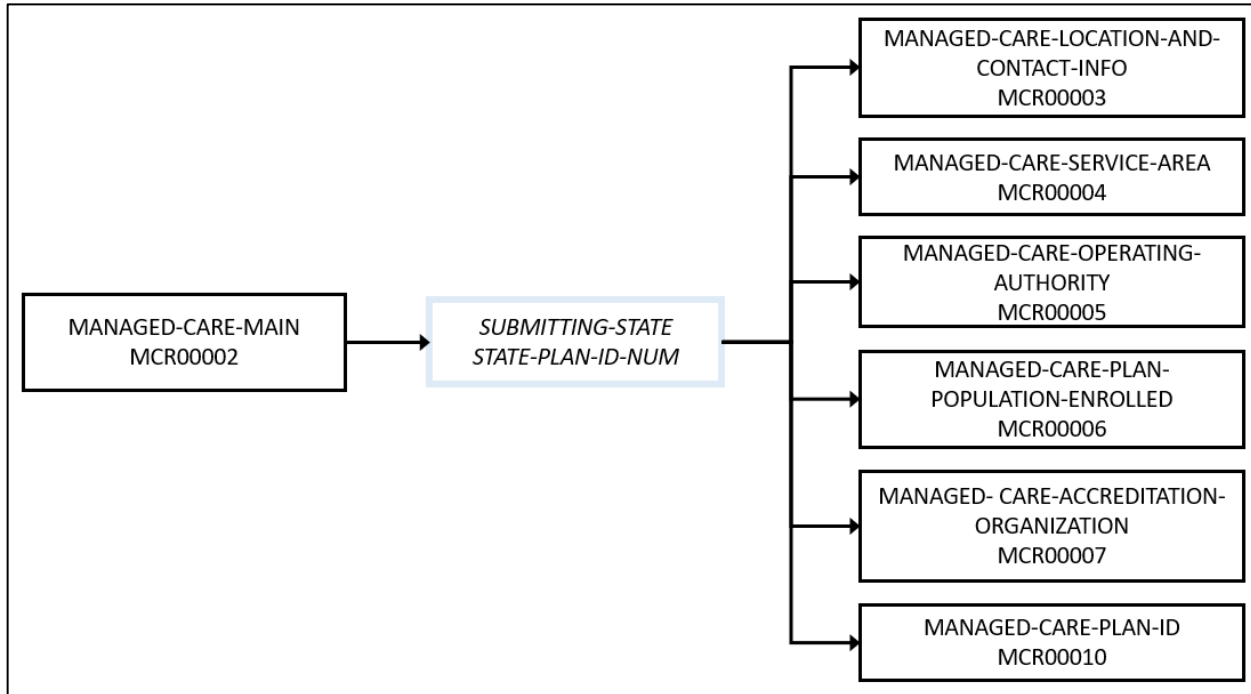 MANAGED-CARE-MAIN
MCR00002
SUBMITTING-STATE
STATE-PLAN-ID-NUM
MANAGED-CARE-LOCATION-AND-
CONTACT-INFO
MCR00003
MANAGED-CARE-SERVICE-AREA
MCR00004
MANAGED-CARE-OPERATING-
AUTHORITY
MCR00005
MANAGED-CARE-PLAN-
POPULATION-ENROLLED
MCR00006
MANAGED- CARE-ACCREDITATION-
ORGANIZATION
MCR00007
MANAGED-CARE-PLAN-ID
MCR00010